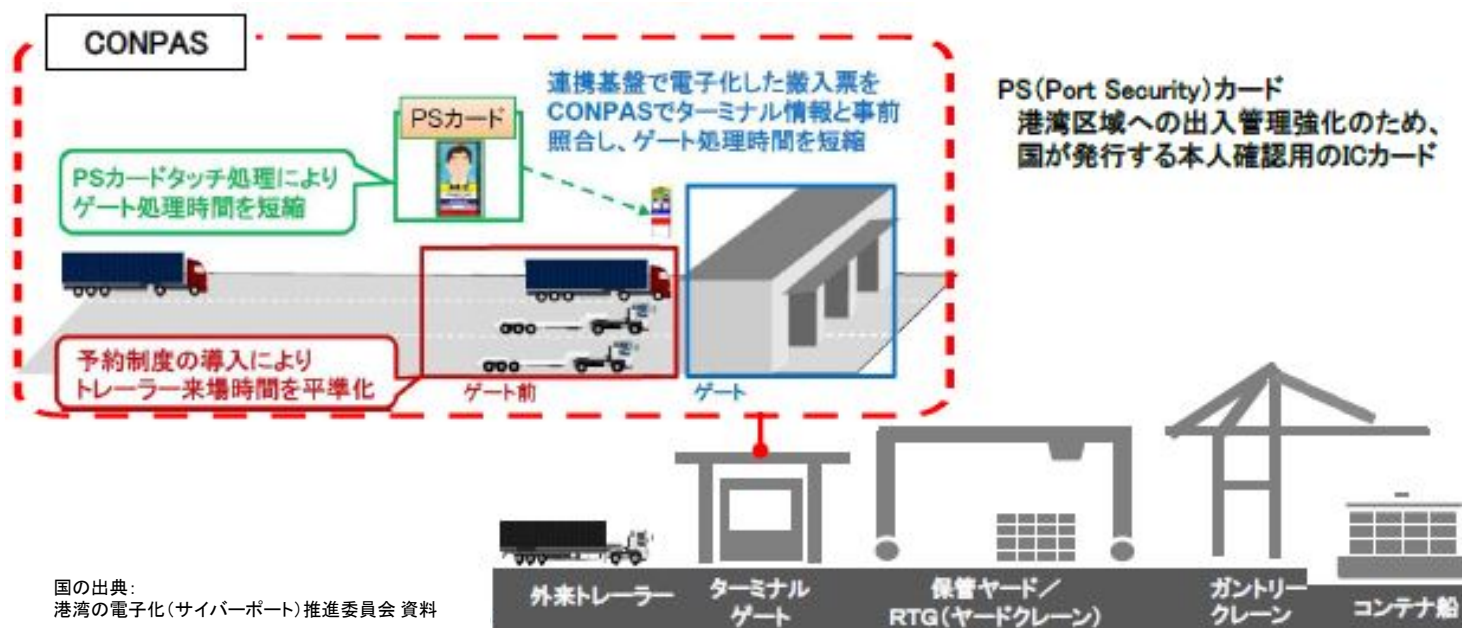 CONPAS
連携基盤で電子化した搬入票を
CONPASでターミナル情報と事前
照合し、ゲート処理時間を短縮
PSカード
PSカードタッチ処理により
ゲート処理時間を短縮
PS(Port Security)カード
港湾区域への出入管理強化のため、
国が発行する本人確認用のICカード
予約制度の導入により
トレーラー来場時間を平準化
ゲート前
ゲート
外来トレーラー
ターミナル
ゲート
保管ヤード/
RTG(ヤードクレーン)
ガントリー
クレーン
コンテナ船
国の出典:
港湾の電子化(サイバーポート)推進委員会 資料